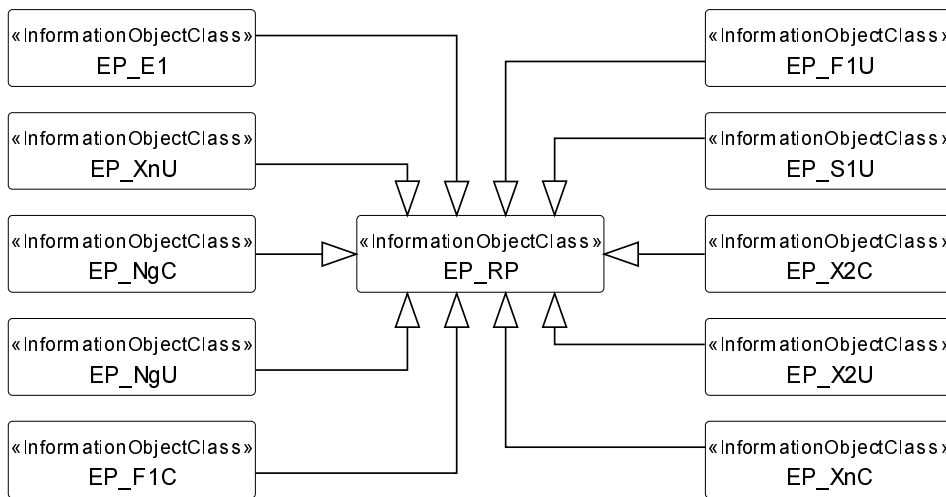 «InformationObjectClass»
EP_E1
«InformationObjectClass»
EP_XnU
«InformationObjectClass»
EP_NgC
«InformationObjectClass»
EP_NgU
«InformationObjectClass»
EP_F1C
«InformationObjectClass»
EP_RP
«InformationObjectClass»
EP_F1U
«InformationObjectClass»
EP_S1U
«InformationObjectClass»
EP_X2C
«InformationObjectClass»
EP_X2U
«InformationObjectClass»
EP_XnC